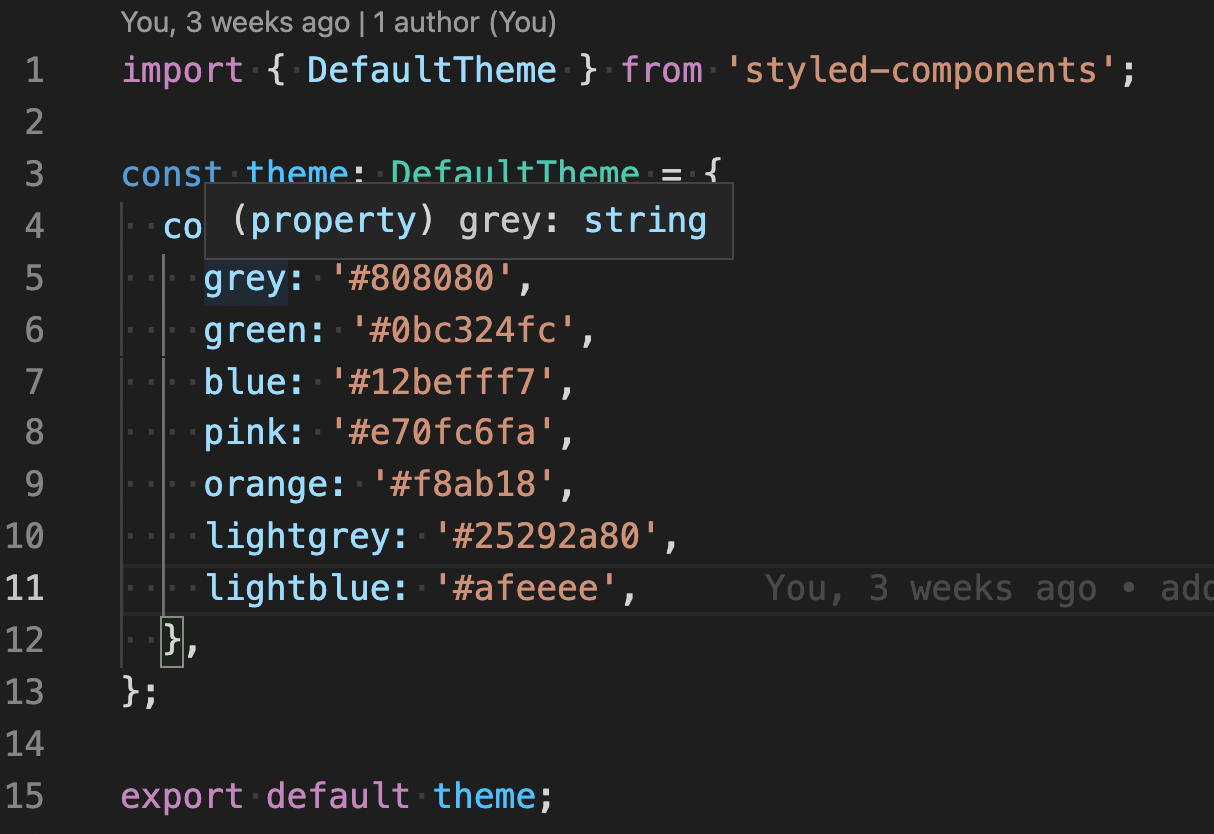 You, 3 weeks ago | 1 author (You)
1 import { DefaultTheme } from 'styled-components';
2
3 const theme: DefaultTheme = {
4 co
(property) grey: string
5 grey: '#808080',
6 green: '#0bc324fc',
7 blue: '#12befff7',
8 pink: '#e70fc6fa',
9 orange: '#f8ab18',
10 lightgrey: '#25292a80',
11 lightblue: '#afeeee', You, 3 weeks ago • add
12 },
13 };
14
15 export default theme;